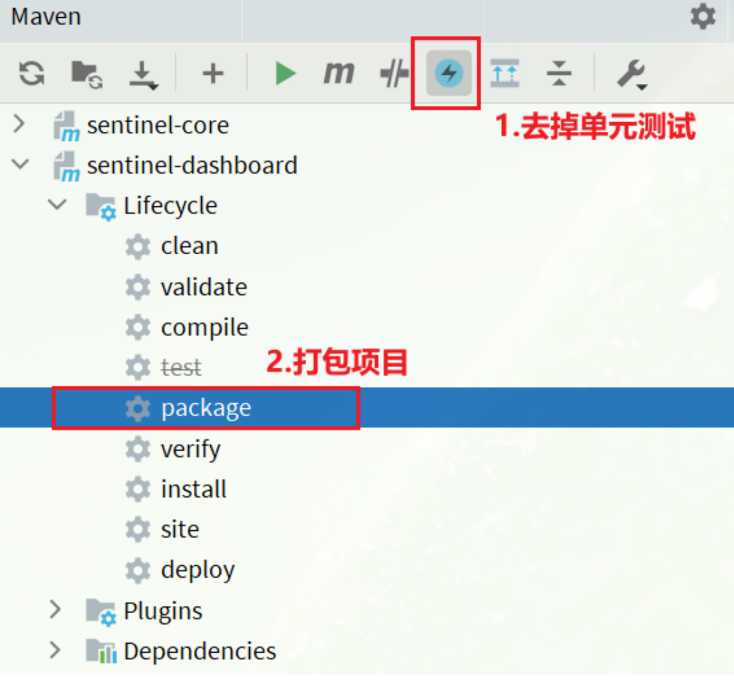 Maven
m
1.去掉单元测试
sentinel-core
sentinel-dashboard
Lifecycle
clean
validate
compile
test
2.打包项目
package
verify
install
site
deploy
Plugins
Dependencies